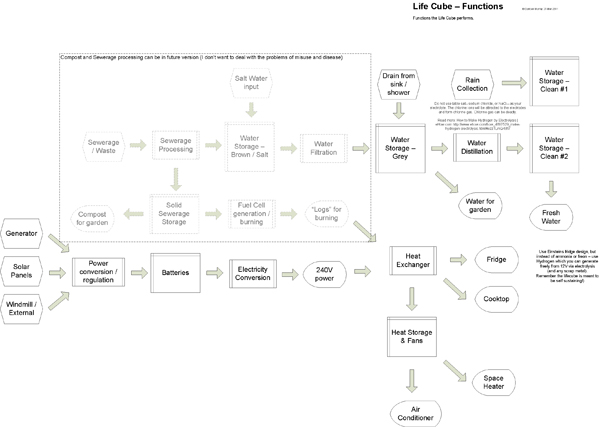 Life Cube – Functions
Functions the Life Cube performs.
Compost and Sewerage processing can be in future version (I don't want to deal with the problems of misuse and disease)
Salt Water
input
Drain from
sink /
shower
Rain
Collection
Water
Storage –
Clean #1
Sewerage
/ Waste
Sewerage
Processing
Water
Storage –
Brown / Salt
Water
Filtration
Water
Storage –
Grey
Water
Distillation
Water
Storage –
Clean #2
Compost
for garden
Solid
Sewerage
Storage
Fuel Cell
generation /
burning
"Logs" for
burning
Water for
garden
Fresh
Water
Generator
Solar
Panels
Windmill /
External
Power
conversion /
regulation
Batteries
Electricity
Conversion
240V
power
Heat
Exchanger
Fridge
Cooktop
Use Einsteins fridge design, but
instead of ammonia or freon – use
Hydrogen which you can generate
freely from 12V via electrolysis
(and any scrap metal)
Remember the lifecube is meant to
be self sustaining!
Heat Storage
& Fans
Space
Heater
Air
Conditioner